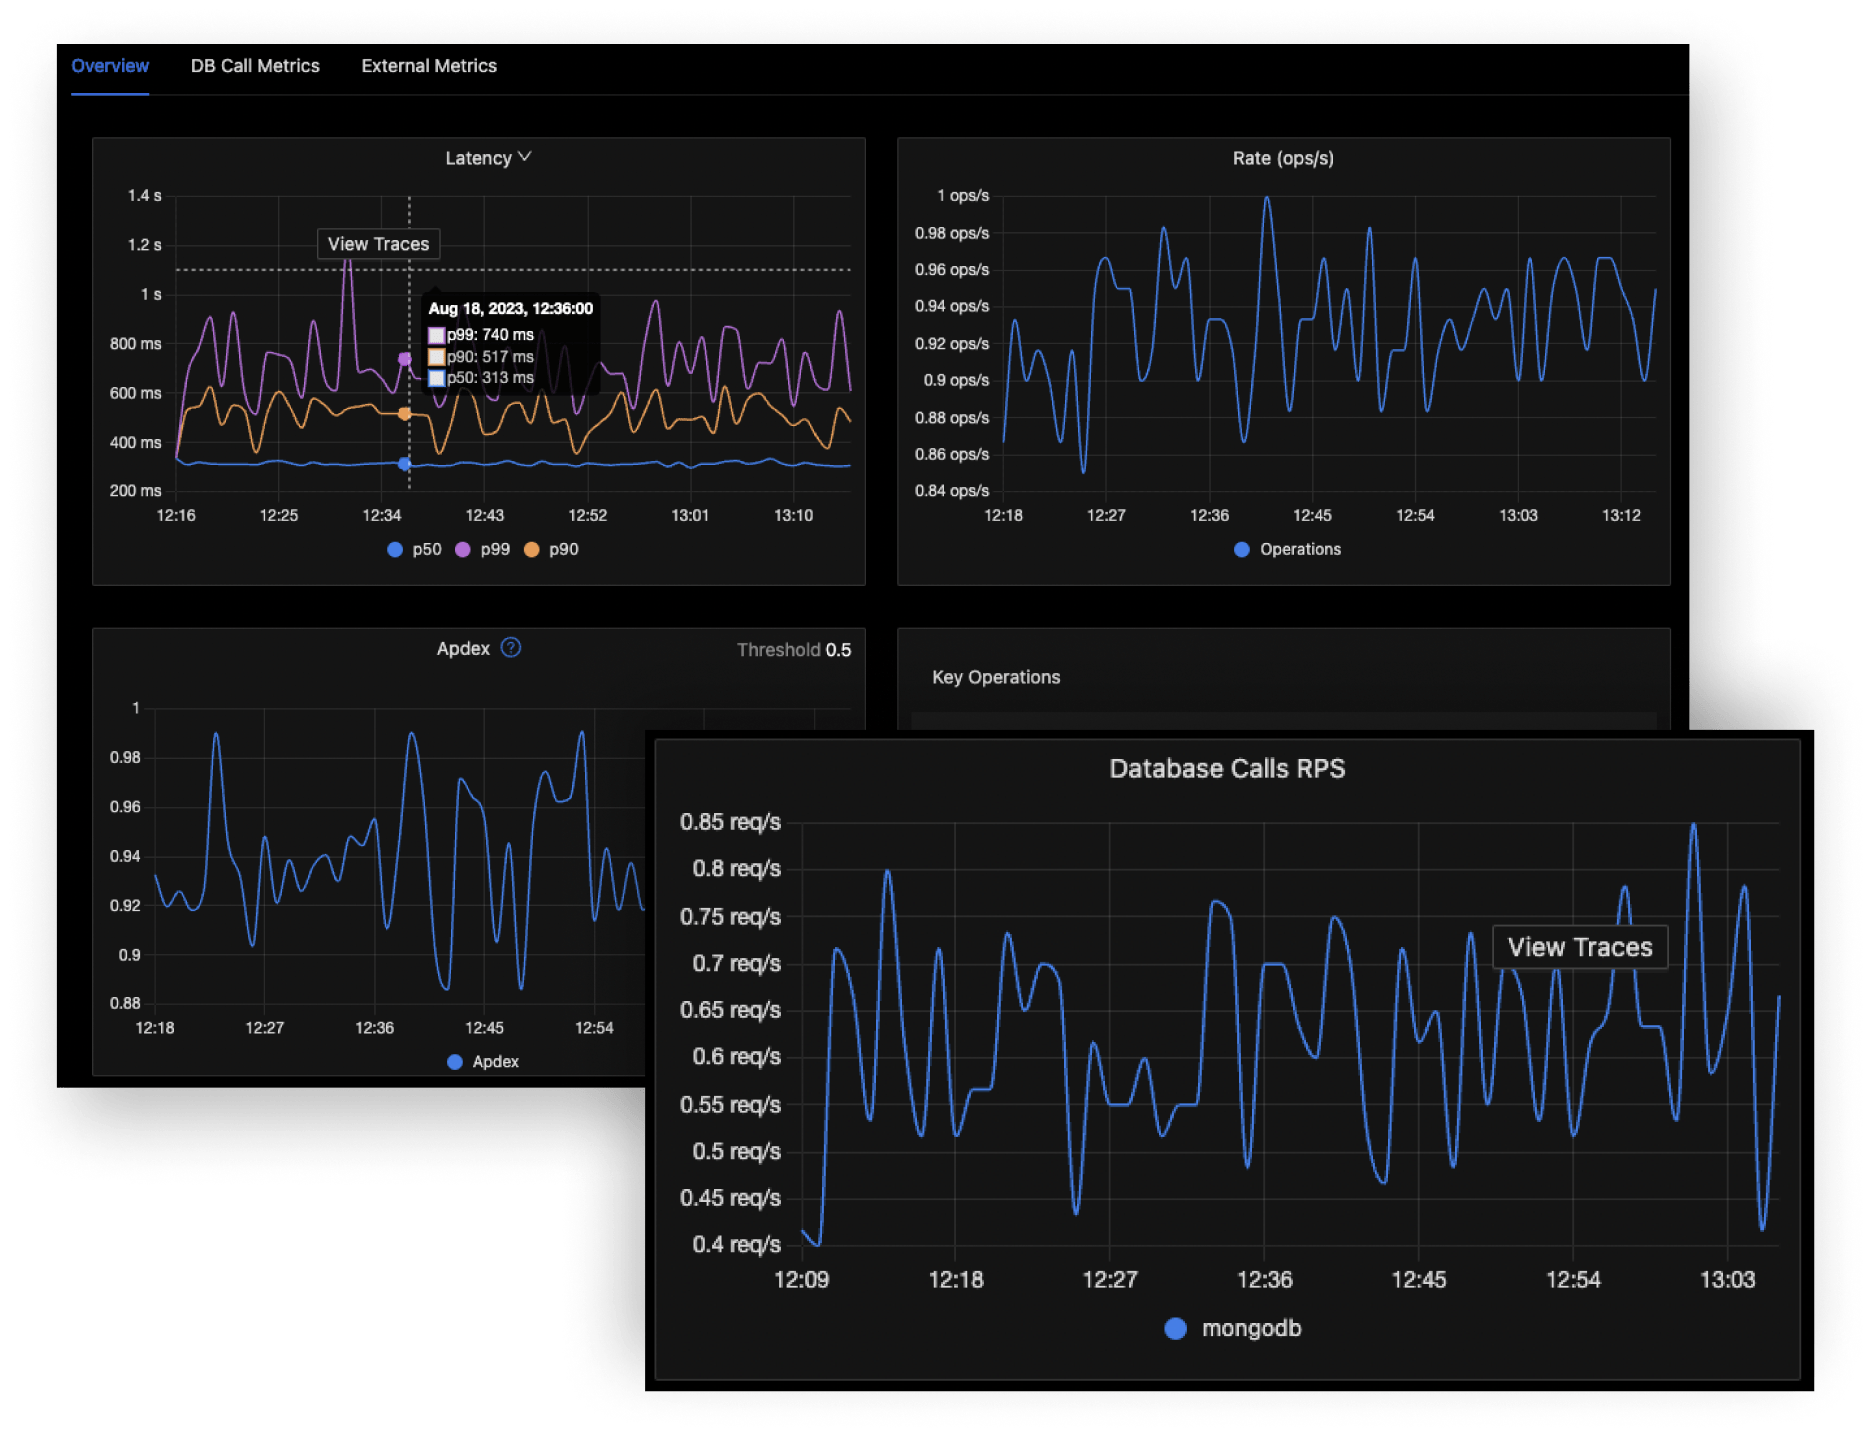 Overview DB Call Metrics External Metrics
Latency
1.4 s
1.2 s
1 s
800 ms
600 ms
400 ms
200 ms
View Traces
Aug 18, 2023, 12:36:00
p99: 740 ms
p90: 517 ms
p50: 313 ms
12:16 12:25 12:34 12:43 12:52 13:01 13:10
p50 p99 p90
Rate (ops/s)
1 ops/s
0.98 ops/s
0.96 ops/s
0.94 ops/s
0.92 ops/s
0.9 ops/s
0.88 ops/s
0.86 ops/s
0.84 ops/s
12:18 12:27 12:36 12:45 12:54 13:03 13:12
Operations
Apdex ? Threshold 0.5
1
0.98
0.96
0.94
0.92
0.9
0.88
12:18 12:27 12:36 12:45 12:54
Apdex
Key Operations
Database Calls RPS
0.85 req/s
0.8 req/s
0.75 req/s
0.7 req/s
0.65 req/s
0.6 req/s
0.55 req/s
0.5 req/s
0.45 req/s
0.4 req/s
View Traces
12:09 12:18 12:27 12:36 12:45 12:54 13:03
mongodb